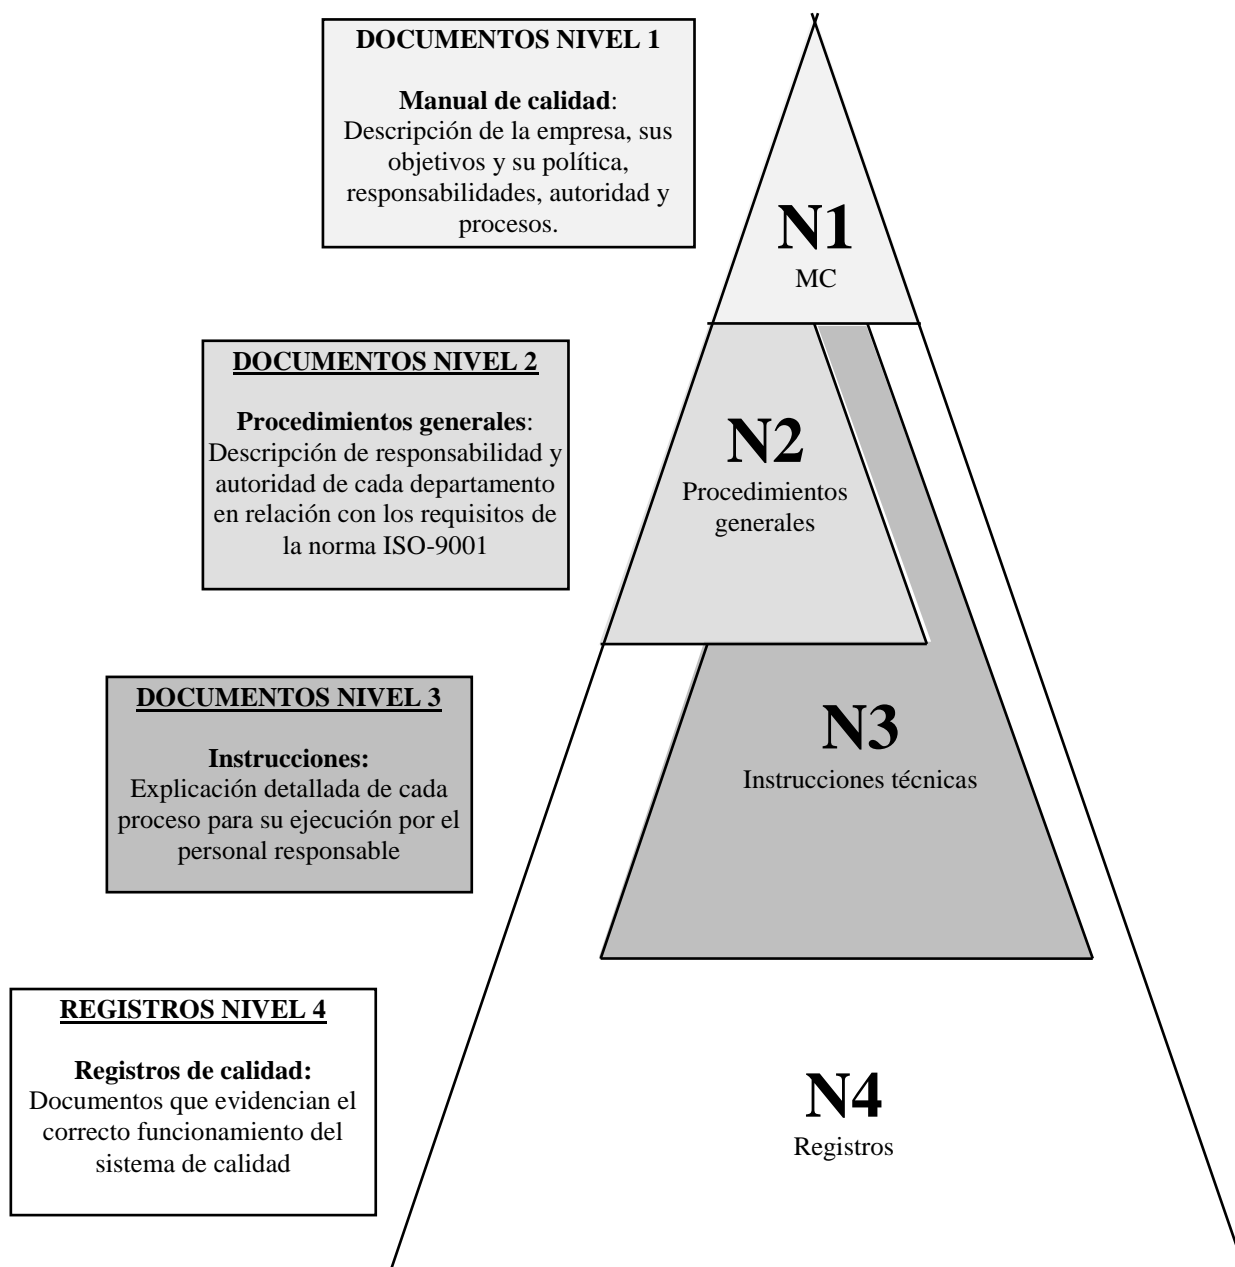 DOCUMENTOS NIVEL 1
Manual de calidad:
Descripción de la empresa, sus
objetivos y su política,
responsabilidades, autoridad y
procesos.
N1
MC
DOCUMENTOS NIVEL 2
Procedimientos generales:
Descripción de responsabilidad y
autoridad de cada departamento
en relación con los requisitos de
la norma ISO-9001
N2
Procedimientos
generales
DOCUMENTOS NIVEL 3
Instrucciones:
Explicación detallada de cada
proceso para su ejecución por el
personal responsable
N3
Instrucciones técnicas
REGISTROS NIVEL 4
Registros de calidad:
Documentos que evidencian el
correcto funcionamiento del
sistema de calidad
N4
Registros